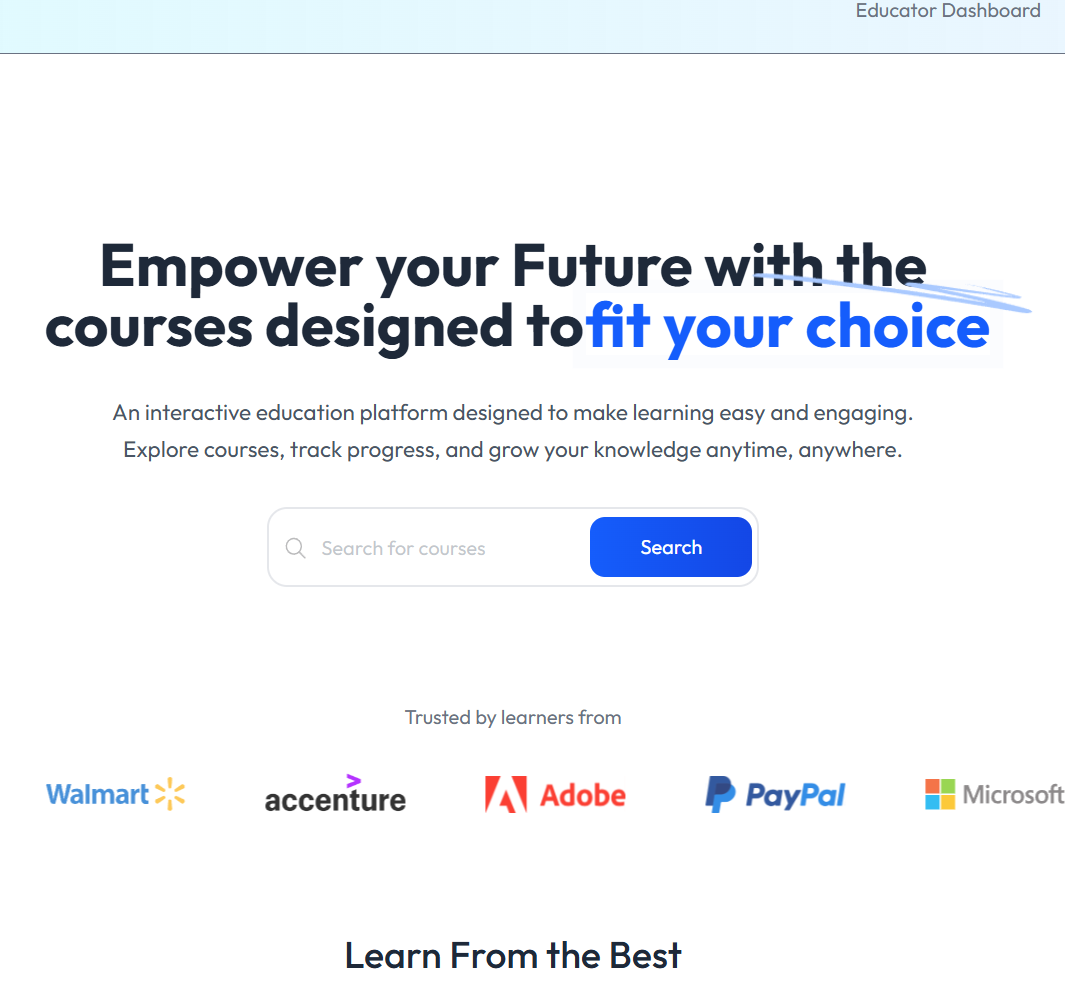 Educator Dashboard
Empower your Future with the
courses designed to fit your choice
An interactive education platform designed to make learning easy and engaging.
Explore courses, track progress, and grow your knowledge anytime, anywhere.
Search for courses
Search
Trusted by learners from
Walmart
accenture
Adobe
PayPal
Microsoft
Learn From the Best